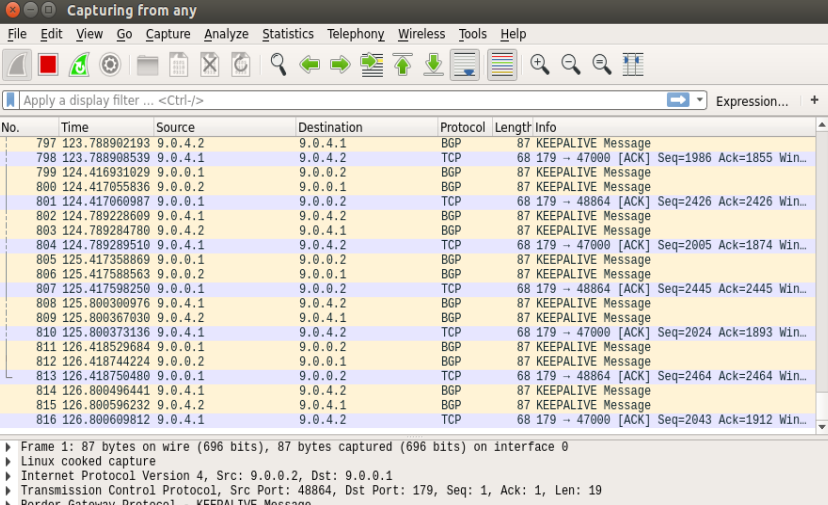 Capturing from any
File Edit View Go Capture Analyze Statistics Telephony Wireless Tools Help
Apply a display filter ... <Ctrl-/> Expression... +
No. Time Source Destination Protocol Length Info
797 123.788902193 9.0.4.2 9.0.4.1 BGP 87 KEEPALIVE Message
798 123.788908539 9.0.4.1 9.0.4.2 TCP 68 179 → 47000 [ACK] Seq=1986 Ack=1855 Win…
799 124.416931029 9.0.0.1 9.0.0.2 BGP 87 KEEPALIVE Message
800 124.417055836 9.0.0.2 9.0.0.1 BGP 87 KEEPALIVE Message
801 124.417060987 9.0.0.1 9.0.0.2 TCP 68 179 → 48864 [ACK] Seq=2426 Ack=2426 Win…
802 124.789228609 9.0.4.1 9.0.4.2 BGP 87 KEEPALIVE Message
803 124.789284780 9.0.4.2 9.0.4.1 BGP 87 KEEPALIVE Message
804 124.789289510 9.0.4.1 9.0.4.2 TCP 68 179 → 47000 [ACK] Seq=2005 Ack=1874 Win…
805 125.417358869 9.0.0.1 9.0.0.2 BGP 87 KEEPALIVE Message
806 125.417588563 9.0.0.2 9.0.0.1 BGP 87 KEEPALIVE Message
807 125.417598250 9.0.0.1 9.0.0.2 TCP 68 179 → 48864 [ACK] Seq=2445 Ack=2445 Win…
808 125.800300976 9.0.4.1 9.0.4.2 BGP 87 KEEPALIVE Message
809 125.800367030 9.0.4.2 9.0.4.1 BGP 87 KEEPALIVE Message
810 125.800373136 9.0.4.1 9.0.4.2 TCP 68 179 → 47000 [ACK] Seq=2024 Ack=1893 Win…
811 126.418529684 9.0.0.1 9.0.0.2 BGP 87 KEEPALIVE Message
812 126.418744224 9.0.0.2 9.0.0.1 BGP 87 KEEPALIVE Message
813 126.418750480 9.0.0.1 9.0.0.2 TCP 68 179 → 48864 [ACK] Seq=2464 Ack=2464 Win…
814 126.800496441 9.0.4.1 9.0.4.2 BGP 87 KEEPALIVE Message
815 126.800596232 9.0.4.2 9.0.4.1 BGP 87 KEEPALIVE Message
816 126.800609812 9.0.4.1 9.0.4.2 TCP 68 179 → 47000 [ACK] Seq=2043 Ack=1912 Win…
Frame 1: 87 bytes on wire (696 bits), 87 bytes captured (696 bits) on interface 0
Linux cooked capture
Internet Protocol Version 4, Src: 9.0.0.2, Dst: 9.0.0.1
Transmission Control Protocol, Src Port: 48864, Dst Port: 179, Seq: 1, Ack: 1, Len: 19
Border Gateway Protocol - KEEPALIVE Message